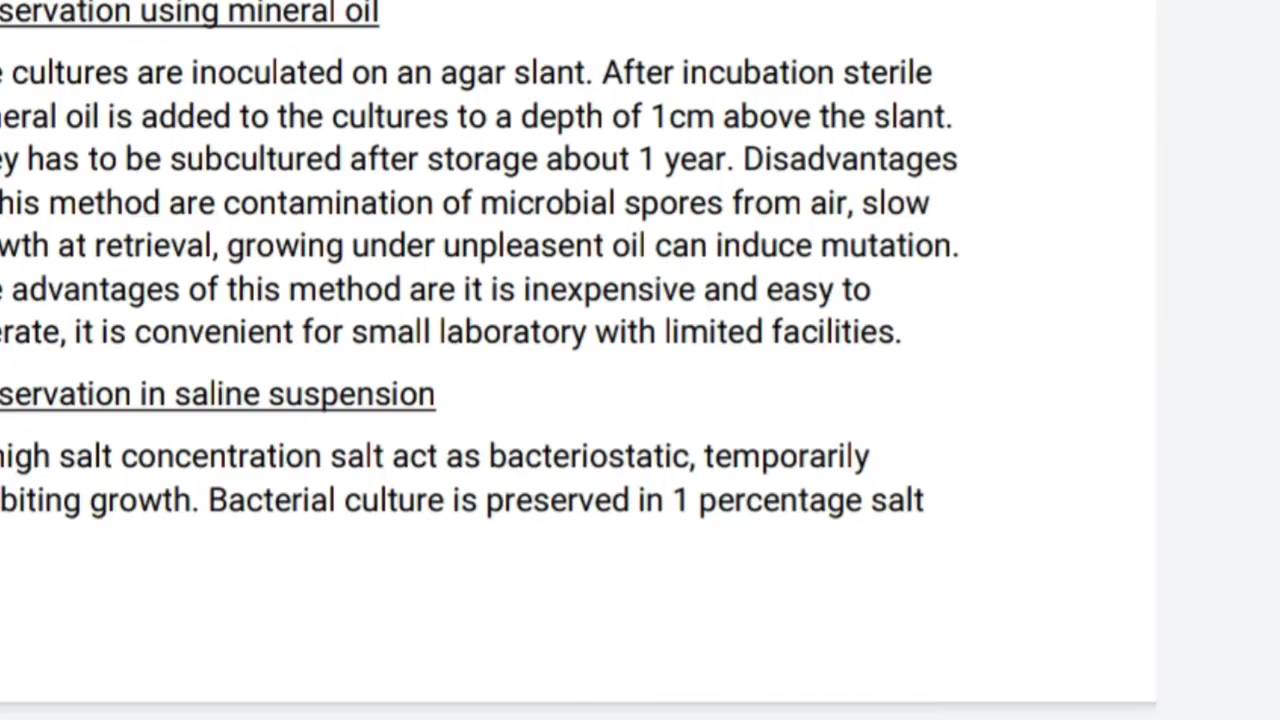 servation using mineral oil
e cultures are inoculated on an agar slant. After incubation sterile
neral oil is added to the cultures to a depth of 1cm above the slant.
ey has to be subcultured after storage about 1 year. Disadvantages
his method are contamination of microbial spores from air, slow
wth at retrieval, growing under unpleasent oil can induce mutation.
e advantages of this method are it is inexpensive and easy to
erate, it is convenient for small laboratory with limited facilities.
servation in saline suspension
high salt concentration salt act as bacteriostatic, temporarily
biting growth. Bacterial culture is preserved in 1 percentage salt